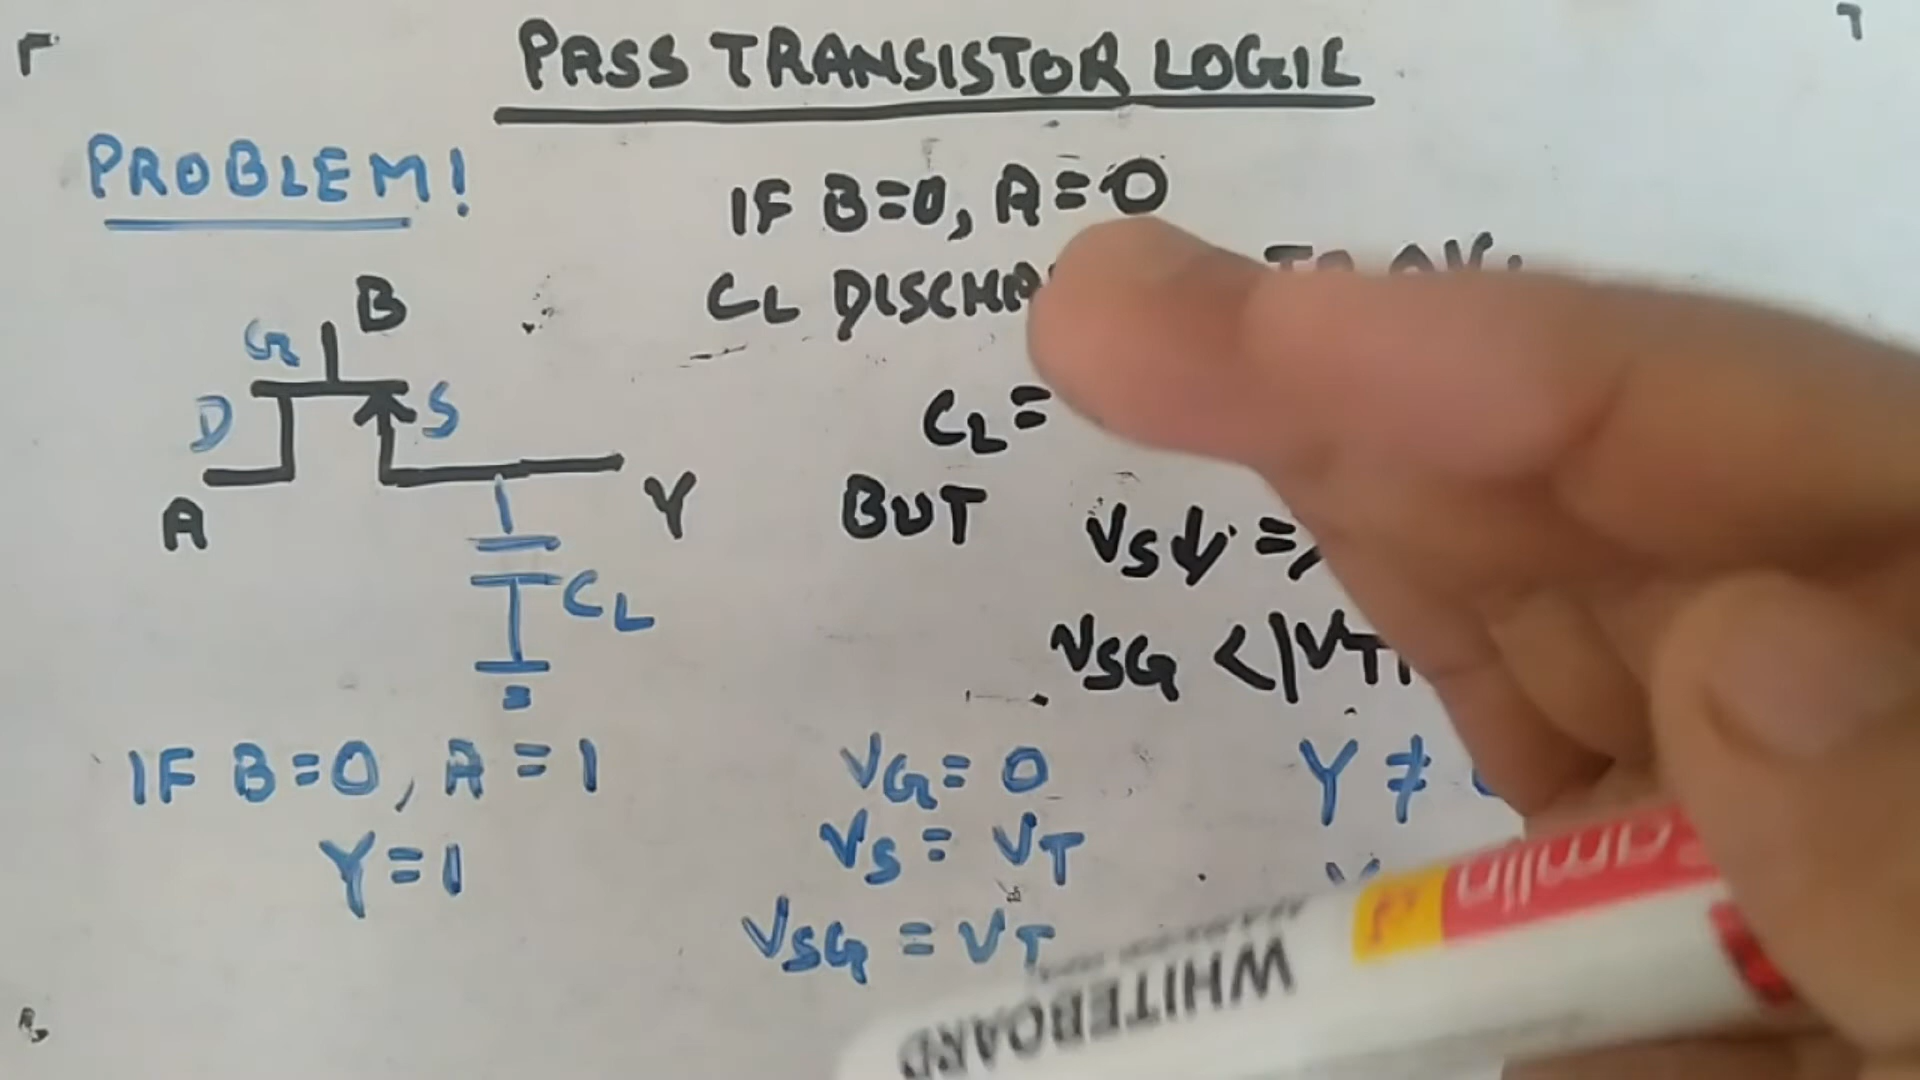 PASS TRANSISTOR LOGIC
PROBLEM!
IF B=0, A=0
CL
B
G
D
S
CL=
A
Y
BUT
VS↓ =>
CL
VSG <|VT|
IF B=0, A=1
Y=1
VG=0
VS= VT
VSG = VT
Y ≠
Camlin
WHITEBOARD